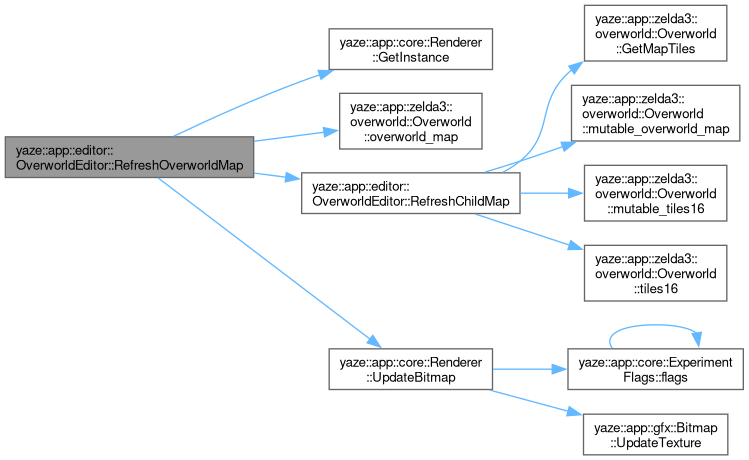 yaze::app::editor::
OverworldEditor::RefreshOverworldMap
yaze::app::core::Renderer
::GetInstance
yaze::app::zelda3::
overworld::Overworld
::overworld_map
yaze::app::editor::
OverworldEditor::RefreshChildMap
yaze::app::zelda3::
overworld::Overworld
::GetMapTiles
yaze::app::zelda3::
overworld::Overworld
::mutable_overworld_map
yaze::app::zelda3::
overworld::Overworld
::mutable_tiles16
yaze::app::zelda3::
overworld::Overworld
::tiles16
yaze::app::core::Renderer
::UpdateBitmap
yaze::app::core::Experiment
Flags::flags
yaze::app::gfx::Bitmap
::UpdateTexture